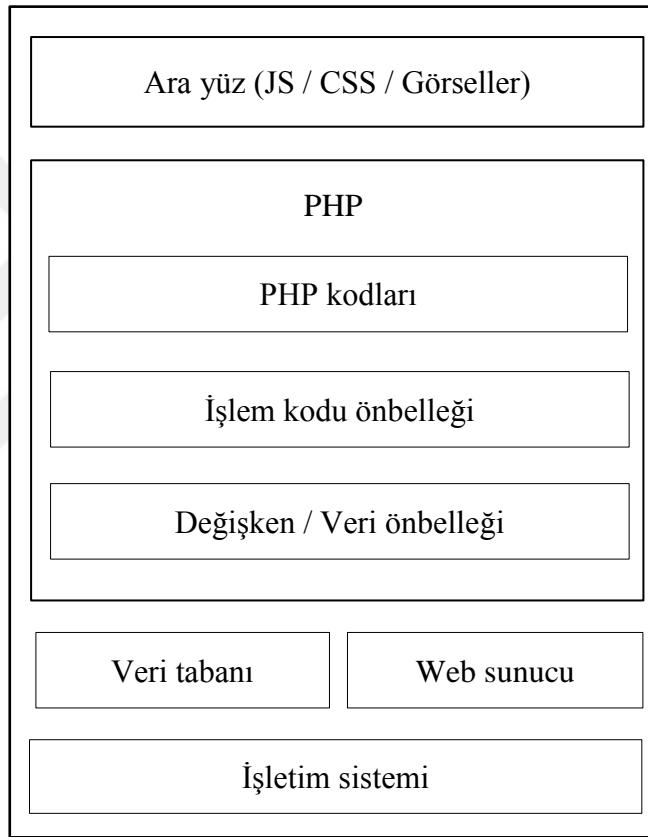 Ara yüz (JS / CSS / Görseller)
PHP
PHP kodları
İşlem kodu önbelleği
Değişken / Veri önbelleği
Veri tabanı
Web sunucu
İşletim sistemi